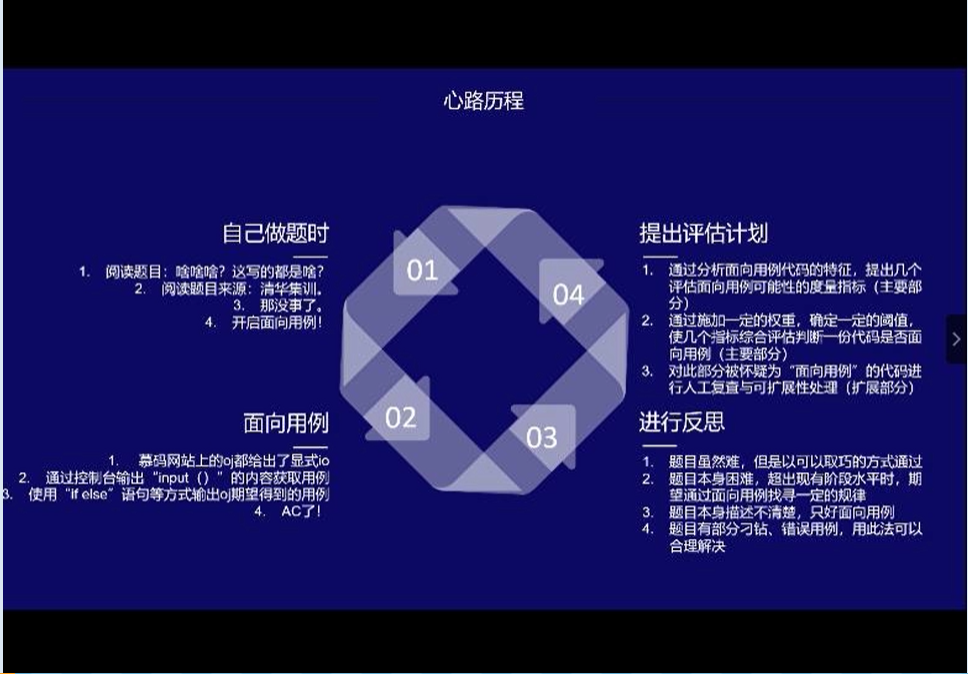 心路历程
自己做题时
1. 阅读题目：啥啥啥？这写的都是啥？
2. 阅读题目来源：清华集训。
3. 那没事了。
4. 开启面向用例！
01
面向用例
1. 慕码网站上的oj都给出了显式io
2. 通过控制台输出“input（）”的内容获取用例
3. 使用“if else”语句等方式输出oj期望得到的用例
4. AC了！
02
进行反思
1. 题目虽然难，但是以可以取巧的方式通过
2. 题目本身困难，超出现有阶段水平时，期
望通过面向用例找寻一定的规律
3. 题目本身描述不清楚，只好面向用例
4. 题目有部分刁钻、错误用例，用此法可以
合理解决
03
提出评估计划
1. 通过分析面向用例代码的特征，提出几个
评估面向用例可能性的度量指标（主要部
分）
2. 通过施加一定的权重，确定一定的阈值，
使几个指标综合评估判断一份代码是否面
向用例（主要部分）
3. 对此部分被怀疑为“面向用例”的代码进
行人工复查与可扩展性处理（扩展部分）
04